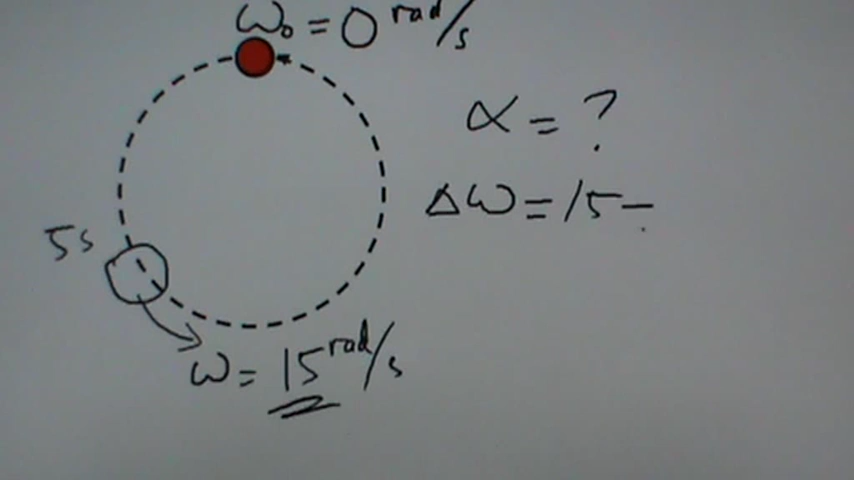 ω₀ = 0 rad/s
α = ?
Δω = 15 -
5s
ω = 15 rad/s